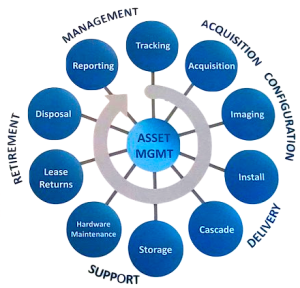 MANAGEMENT
ACQUISITION
CONFIGURATION
DELIVERY
SUPPORT
RETIREMENT
Tracking
Acquisition
Imaging
Install
Cascade
Storage
Hardware
Maintenance
Lease
Returns
Disposal
Reporting
ASSET
MGMT